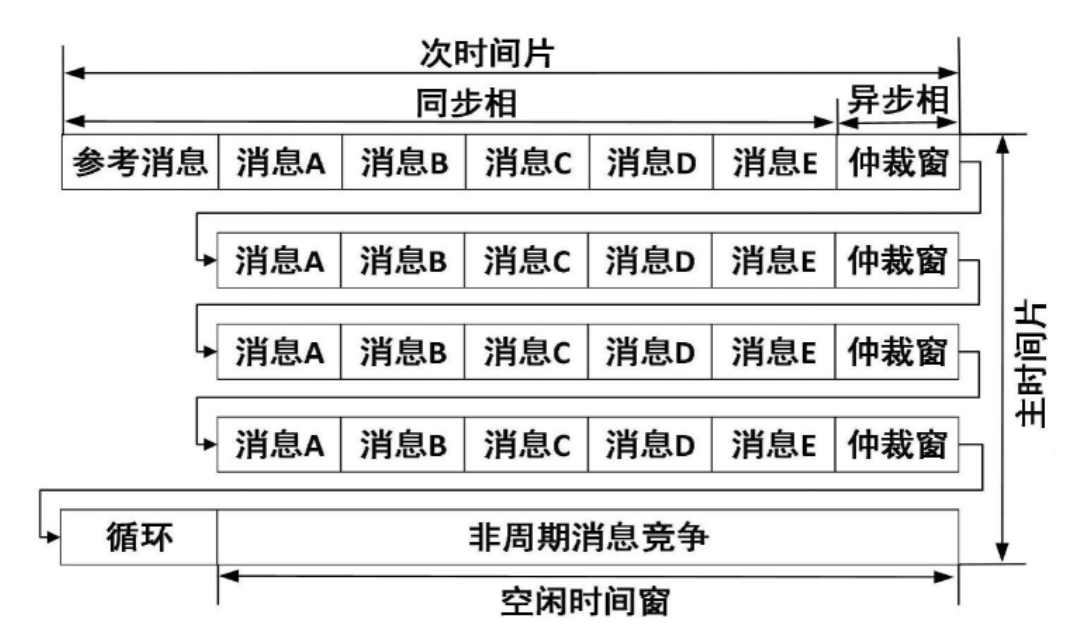 次时间片
同步相 异步相
参考消息 消息A 消息B 消息C 消息D 消息E 仲裁窗
消息A 消息B 消息C 消息D 消息E 仲裁窗
消息A 消息B 消息C 消息D 消息E 仲裁窗
消息A 消息B 消息C 消息D 消息E 仲裁窗
循环 非周期消息竞争
空闲时间窗
主时间片